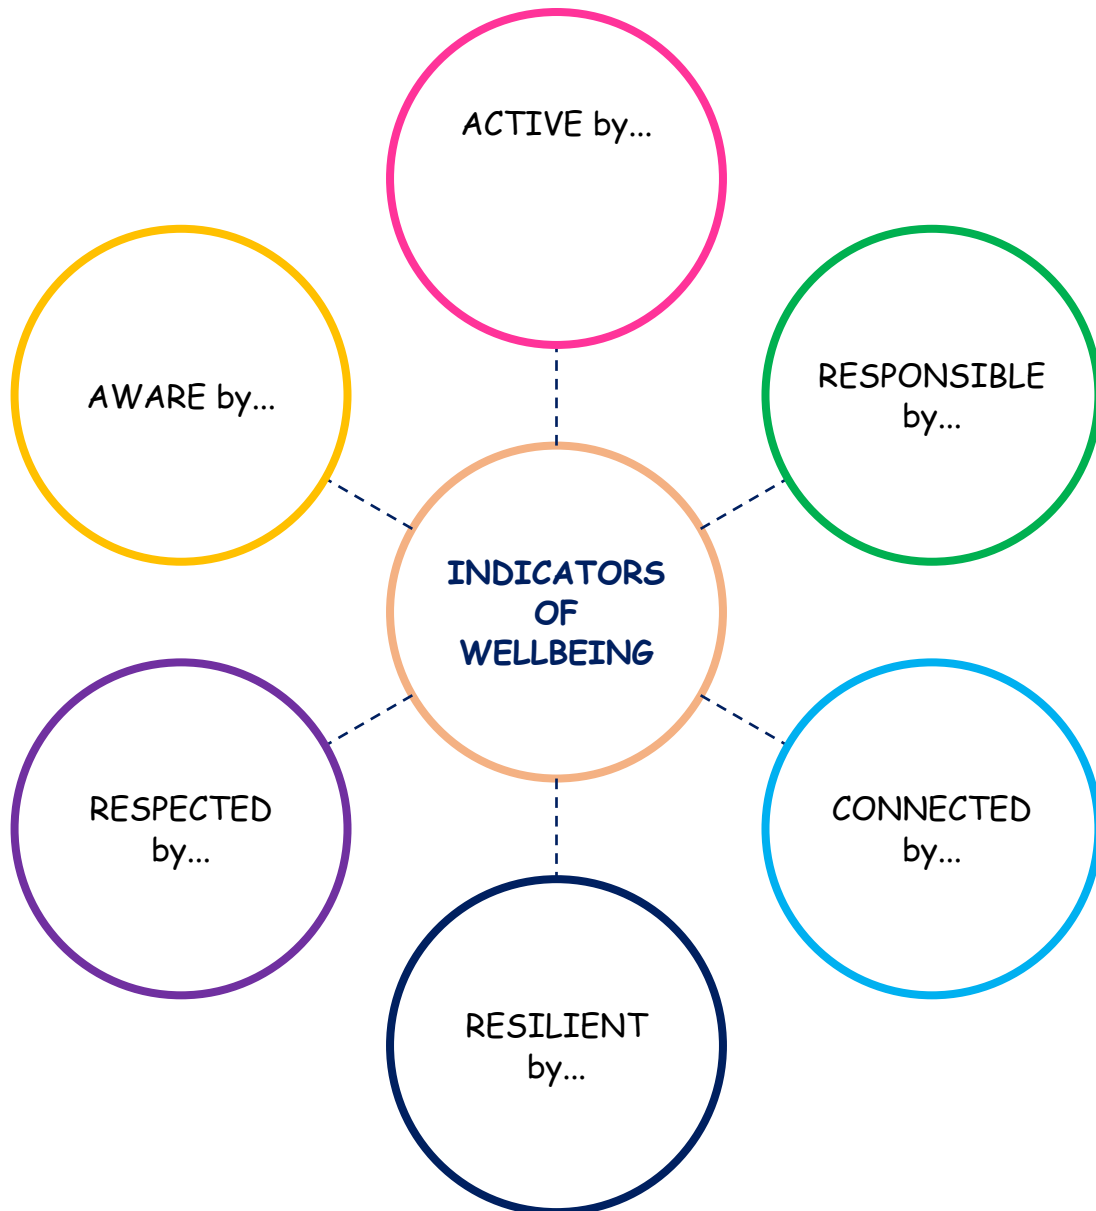 ACTIVE by...
AWARE by...
RESPONSIBLE
by...
INDICATORS
OF
WELLBEING
RESPECTED
by...
CONNECTED
by...
RESILIENT
by...